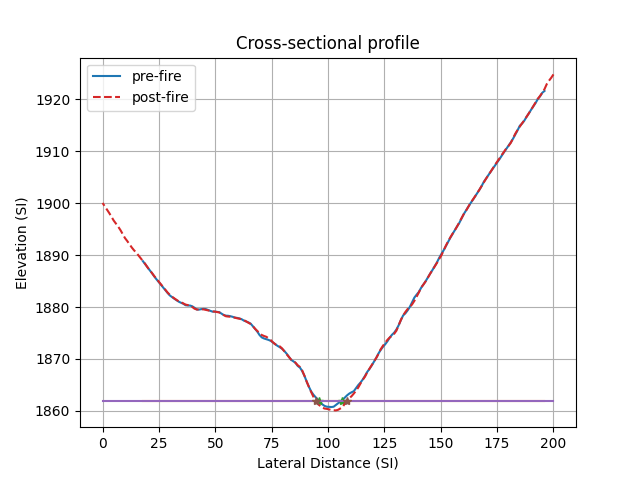 Cross-sectional profile
pre-fire
post-fire
1920
1910
1900
1890
1880
1870
1860
Elevation (SI)
0 25 50 75 100 125 150 175 200
Lateral Distance (SI)